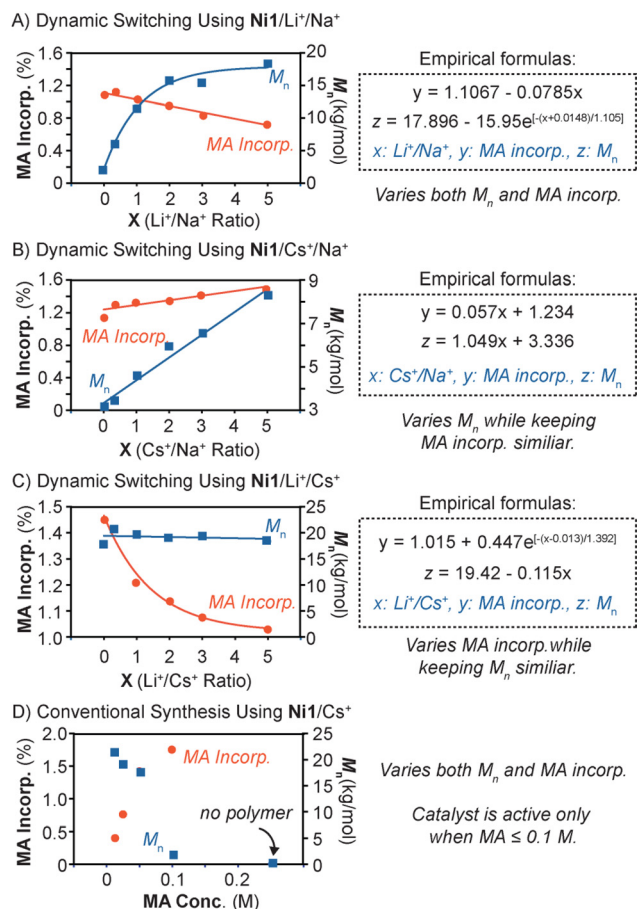 A) Dynamic Switching Using Ni1/Li⁺/Na⁺
MA Incorp. (%)
1.6
1.2
0.8
0.4
0
Mn
MA Incorp.
20
15
10
5
0
Mn (kg/mol)
0 1 2 3 4 5
X (Li⁺/Na⁺ Ratio)
Empirical formulas:
y = 1.1067 - 0.0785x
z = 17.896 - 15.95e[-(x+0.0148)/1.105]
x: Li⁺/Na⁺, y: MA incorp., z: Mn
Varies both Mn and MA incorp.
B) Dynamic Switching Using Ni1/Cs⁺/Na⁺
MA Incorp. (%)
1.6
1.2
0.8
0.4
0
MA Incorp.
Mn
9
7
6
4
3
Mn (kg/mol)
0 1 2 3 4 5
X (Cs⁺/Na⁺ Ratio)
Empirical formulas:
y = 0.057x + 1.234
z = 1.049x + 3.336
x: Cs⁺/Na⁺, y: MA incorp., z: Mn
Varies Mn while keeping
MA incorp. similiar.
C) Dynamic Switching Using Ni1/Li⁺/Cs⁺
MA Incorp. (%)
1.5
1.4
1.3
1.2
1.1
1.0
Mn
MA Incorp.
25
20
15
10
5
0
Mn (kg/mol)
0 1 2 3 4 5
X (Li⁺/Cs⁺ Ratio)
Empirical formulas:
y = 1.015 + 0.447e[-(x-0.013)/1.392]
z = 19.42 - 0.115x
x: Li⁺/Cs⁺, y: MA incorp., z: Mn
Varies MA incorp.while
keeping Mn similiar.
D) Conventional Synthesis Using Ni1/Cs⁺
MA Incorp. (%)
2.0
1.5
1.0
0.5
0
MA Incorp.
no polymer
Mn
25
20
15
10
5
0
Mn (kg/mol)
0 0.1 0.2
MA Conc. (M)
Varies both Mn and MA incorp.
Catalyst is active only
when MA ≤ 0.1 M.